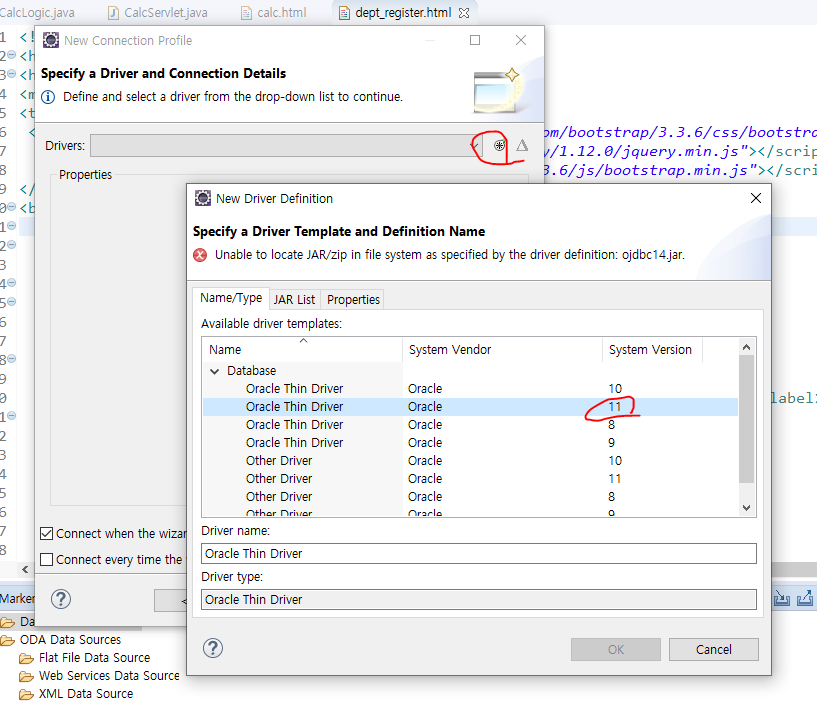 CalcLogic.java CalcServlet.java calc.html dept_register.html
New Connection Profile
Specify a Driver and Connection Details
Define and select a driver from the drop-down list to continue.
Drivers:
Properties
om/bootstrap/3.3.6/css/bootstra
y/1.12.0/jquery.min.js"></scrip
3.6/js/bootstrap.min.js"></scri
New Driver Definition
Specify a Driver Template and Definition Name
Unable to locate JAR/zip in file system as specified by the driver definition: ojdbc14.jar.
Name/Type JAR List Properties
Available driver templates:
Name System Vendor System Version
Database
Oracle Thin Driver Oracle 10
Oracle Thin Driver Oracle 11
Oracle Thin Driver Oracle 8
Oracle Thin Driver Oracle 9
Other Driver Oracle 10
Other Driver Oracle 11
Other Driver Oracle 8
Other Driver Oracle 9
label
Driver name:
Oracle Thin Driver
Driver type:
Oracle Thin Driver
Connect when the wizar
Connect every time the
OK Cancel
Marker
Da
ODA Data Sources
Flat File Data Source
Web Services Data Source
XML Data Source